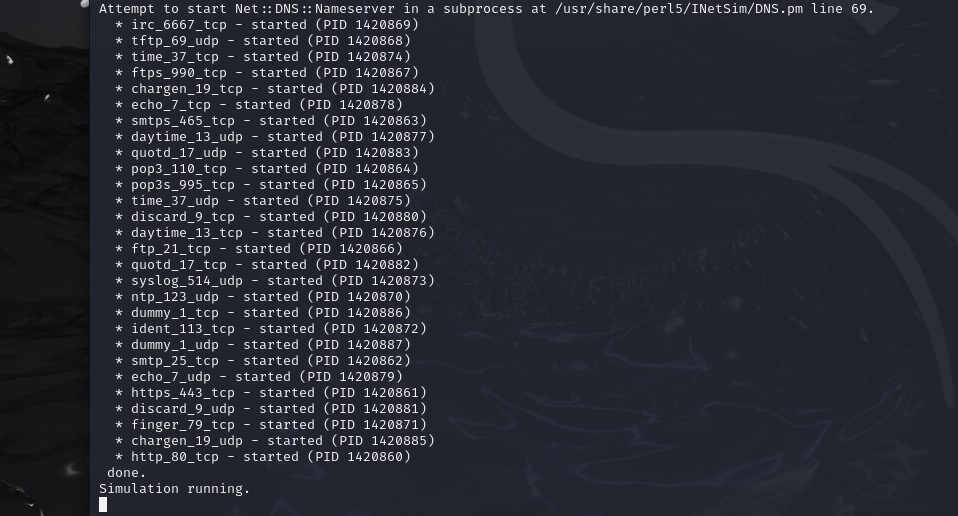 Attempt to start Net::DNS::Nameserver in a subprocess at /usr/share/perl5/INetSim/DNS.pm line 69.
* irc_6667_tcp - started (PID 1420869)
* tftp_69_udp - started (PID 1420868)
* time_37_tcp - started (PID 1420874)
* ftps_990_tcp - started (PID 1420867)
* chargen_19_tcp - started (PID 1420884)
* echo_7_tcp - started (PID 1420878)
* smtps_465_tcp - started (PID 1420863)
* daytime_13_udp - started (PID 1420877)
* quotd_17_udp - started (PID 1420883)
* pop3_110_tcp - started (PID 1420864)
* pop3s_995_tcp - started (PID 1420865)
* time_37_udp - started (PID 1420875)
* discard_9_tcp - started (PID 1420880)
* daytime_13_tcp - started (PID 1420876)
* ftp_21_tcp - started (PID 1420866)
* quotd_17_tcp - started (PID 1420882)
* syslog_514_udp - started (PID 1420873)
* ntp_123_udp - started (PID 1420870)
* dummy_1_tcp - started (PID 1420886)
* ident_113_tcp - started (PID 1420872)
* dummy_1_udp - started (PID 1420887)
* smtp_25_tcp - started (PID 1420862)
* echo_7_udp - started (PID 1420879)
* https_443_tcp - started (PID 1420861)
* discard_9_udp - started (PID 1420881)
* finger_79_tcp - started (PID 1420871)
* chargen_19_udp - started (PID 1420885)
* http_80_tcp - started (PID 1420860)
done.
Simulation running.